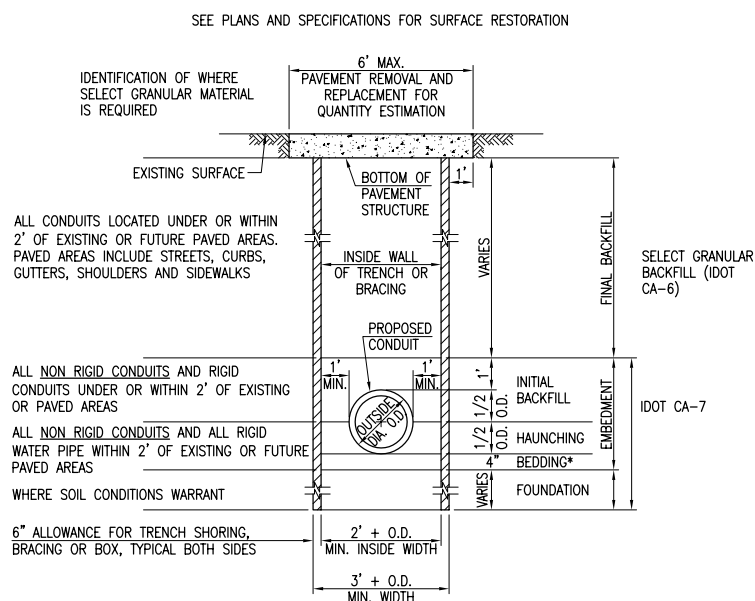 SEE PLANS AND SPECIFICATIONS FOR SURFACE RESTORATION
6' MAX.
PAVEMENT REMOVAL AND
REPLACEMENT FOR
QUANTITY ESTIMATION
IDENTIFICATION OF WHERE
SELECT GRANULAR MATERIAL
IS REQUIRED
EXISTING SURFACE
BOTTOM OF
PAVEMENT
STRUCTURE
1'
ALL CONDUITS LOCATED UNDER OR WITHIN
2' OF EXISTING OR FUTURE PAVED AREAS.
PAVED AREAS INCLUDE STREETS, CURBS,
GUTTERS, SHOULDERS AND SIDEWALKS
INSIDE WALL
OF TRENCH OR
BRACING
VARIES
FINAL BACKFILL
SELECT GRANULAR
BACKFILL (IDOT
CA-6)
PROPOSED
CONDUIT
1'
MIN.
1'
MIN.
ALL NON RIGID CONDUITS AND RIGID
CONDUITS UNDER OR WITHIN 2' OF EXISTING
OR PAVED AREAS
OUTSIDE
DIA. O.D.
1'
1/2
O.D.
INITIAL
BACKFILL
EMBEDMENT
IDOT CA-7
ALL NON RIGID CONDUITS AND ALL RIGID
WATER PIPE WITHIN 2' OF EXISTING OR FUTURE
PAVED AREAS
1/2
O.D.
HAUNCHING
4" BEDDING*
WHERE SOIL CONDITIONS WARRANT
VARIES
FOUNDATION
6" ALLOWANCE FOR TRENCH SHORING,
BRACING OR BOX, TYPICAL BOTH SIDES
2' + O.D.
MIN. INSIDE WIDTH
3' + O.D.
MIN. WIDTH